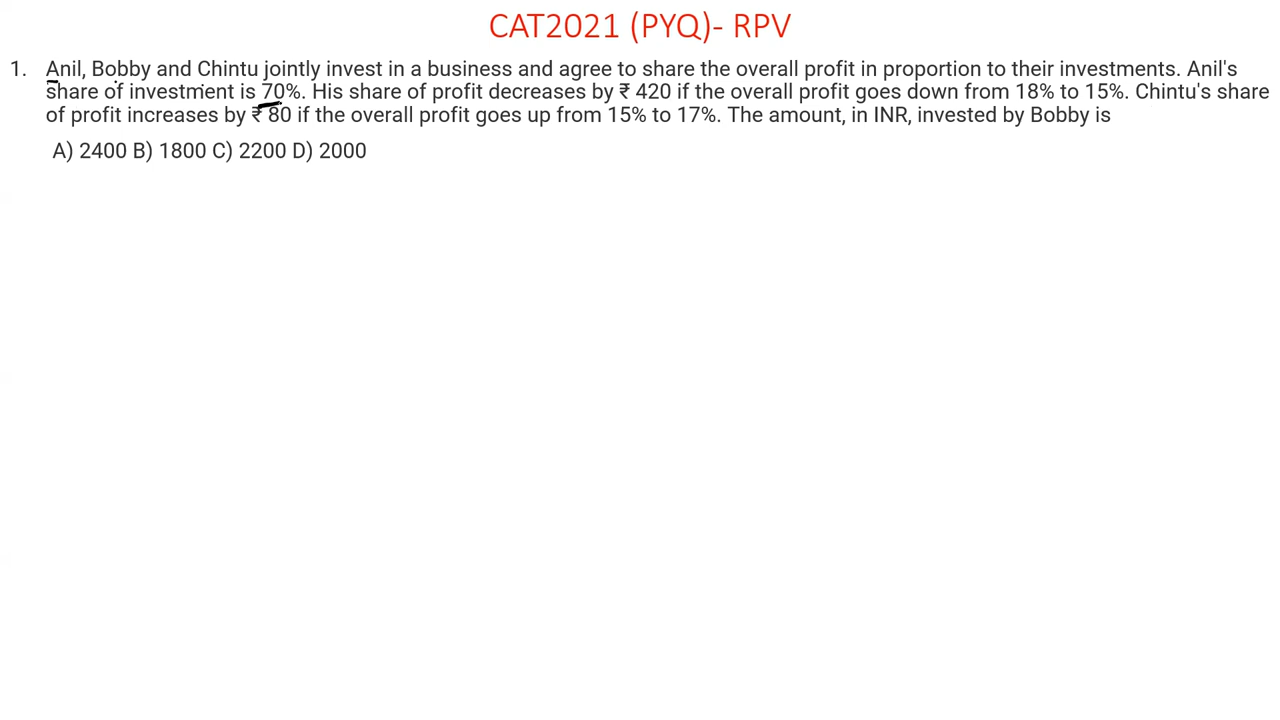 CAT2021 (PYQ)- RPV
1. Anil, Bobby and Chintu jointly invest in a business and agree to share the overall profit in proportion to their investments. Anil's
share of investment is 70%. His share of profit decreases by ₹ 420 if the overall profit goes down from 18% to 15%. Chintu's share
of profit increases by ₹ 80 if the overall profit goes up from 15% to 17%. The amount, in INR, invested by Bobby is
A) 2400 B) 1800 C) 2200 D) 2000